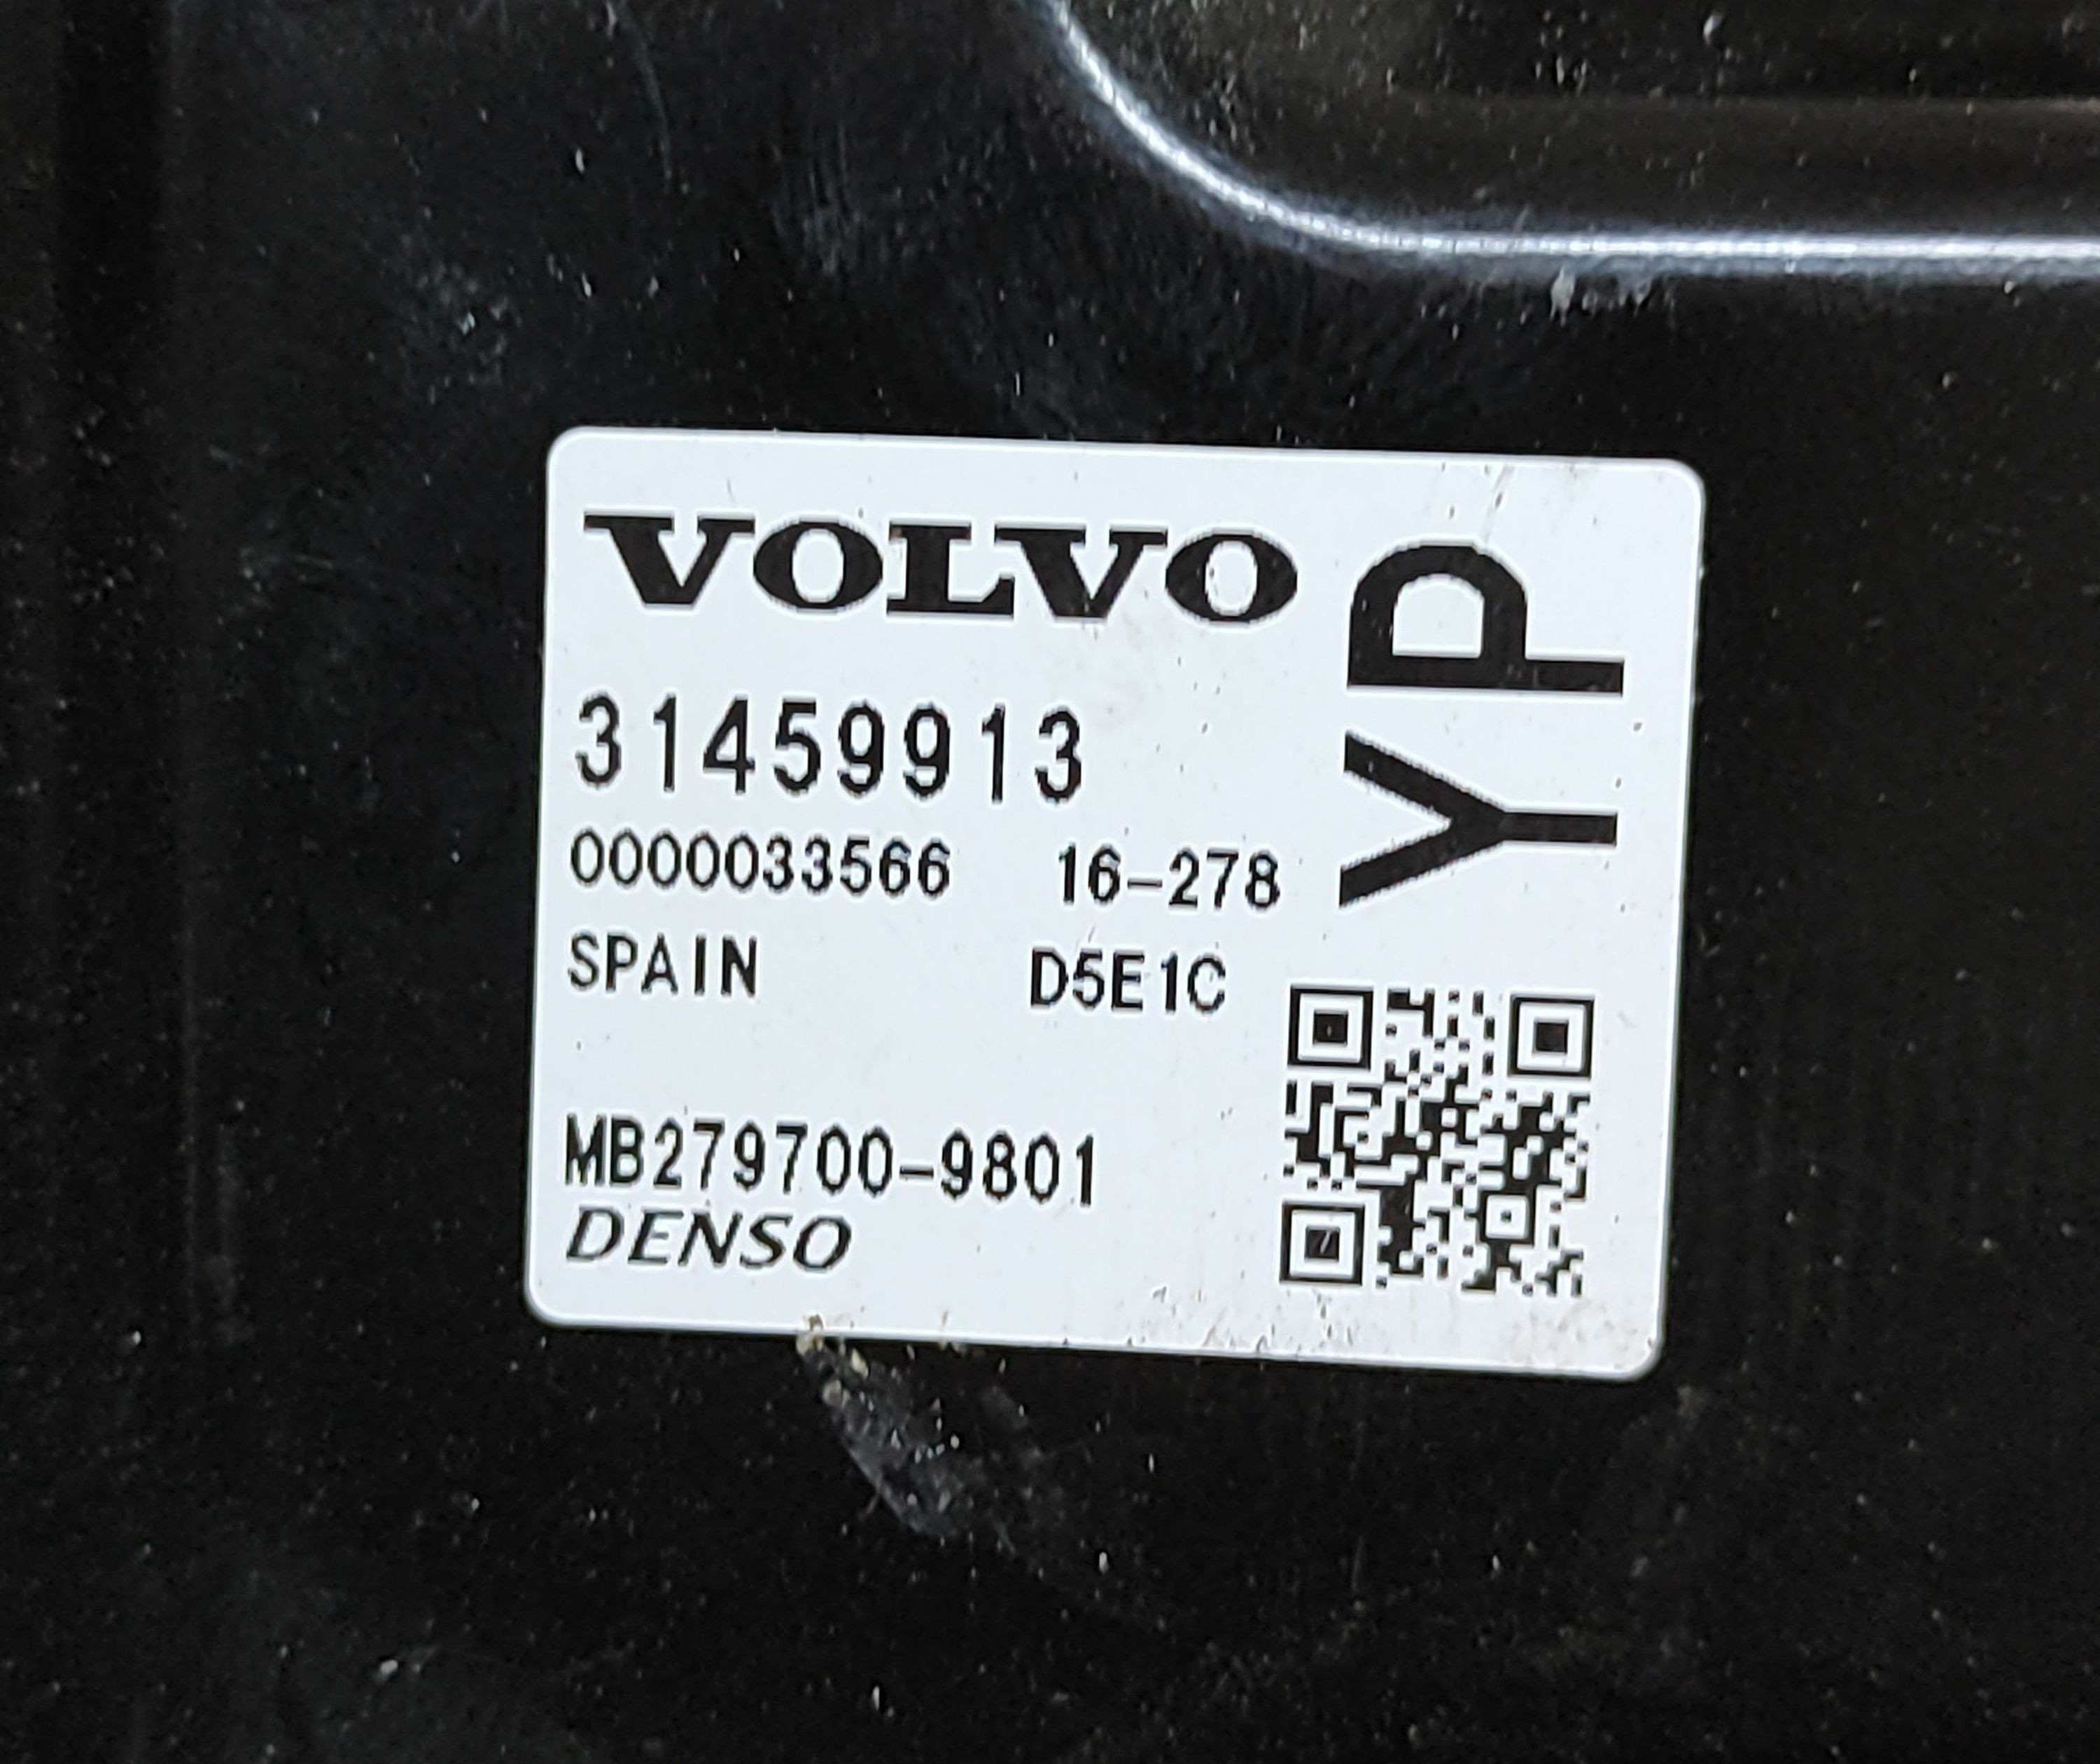 VOLVO
YP
31459913
0000033566 16-278
SPAIN D5E1C
MB279700-9801
DENSO